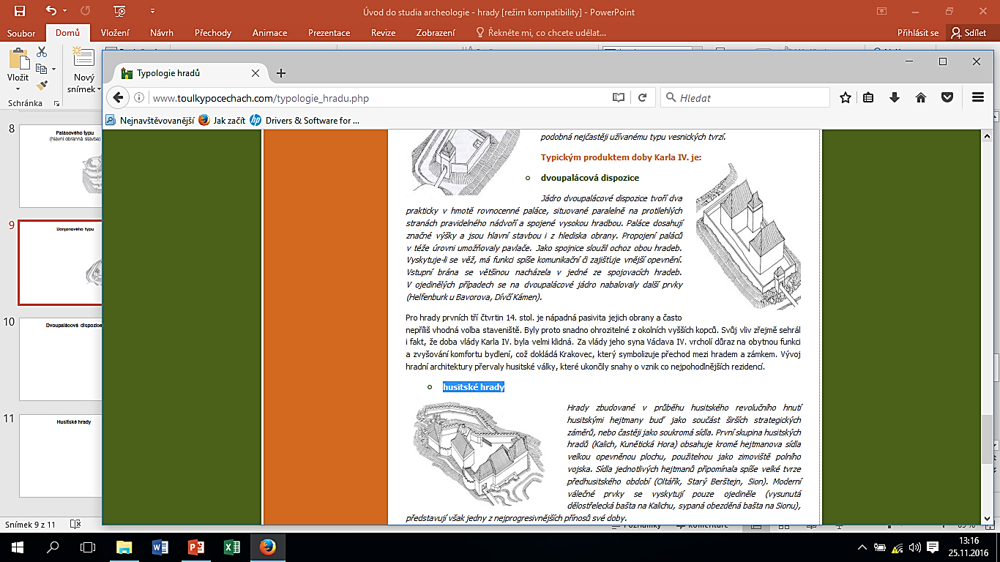 Úvod do studia archeologie - hrady [režim kompatibility] - PowerPoint
Soubor
Domů
Vložení
Návrh
Přechody
Animace
Prezentace
Revize
Zobrazení
Řekněte mi, co chcete udělat...
Přihlásit se
Sdílet
Vložit
Nový
snímek
Schránka
Typologie hradů
www.toulkypocechach.com/typologie_hradu.php
Hledat
Nejnavštěvovanější
Jak začít
Drivers & Software for ...
8
Palácového typu
(hlavní obranná stavba)
9
Donjonového typu
10
Dvoupalácová dispozice
11
Husitské hrady
podobná nejčastěji užívanému typu vesnických tvrzí.
Typickým produktem doby Karla IV. je:
dvoupalácová dispozice
Jádro dvoupalácové dispozice tvoří dva
prakticky v hmotě rovnocenné paláce, situované paralelně na protilehlých
stranách pravidelného nádvoří a spojené vysokou hradbou. Paláce dosahují
značné výšky a jsou hlavní stavbou i z hlediska obrany. Propojení paláců
v téže úrovni umožňovaly pavlače. Jako spojnice sloužil ochoz obou hradeb.
Vyskytuje-li se věž, má funkci spíše komunikační či zajišťuje vnější opevnění.
Vstupní brána se většinou nacházela v jedné ze spojovacích hradeb.
V ojedinělých případech se na dvoupalácové jádro nabalovaly další prvky
(Helfenburk u Bavorova, Dívčí Kámen).
Pro hrady prvních tří čtvrtin 14. stol. je nápadná pasivita jejich obrany a často
nepříliš vhodná volba staveniště. Byly proto snadno ohrozitelné z okolních vyšších kopců. Svůj vliv zřejmě sehrál
i fakt, že doba vlády Karla IV. byla velmi klidná. Za vlády jeho syna Václava IV. vrcholí důraz na obytnou funkci
a zvyšování komfortu bydlení, což dokládá Krakovec, který symbolizuje přechod mezi hradem a zámkem. Vývoj
hradní architektury přervaly husitské války, které ukončily snahy o vznik co nejpohodlnějších rezidencí.
husitské hrady
Hrady zbudované v průběhu husitského revolučního hnutí
husitskými hejtmany buď jako součást širších strategických
záměrů, nebo častěji jako soukromá sídla. První skupina husitských
hradů (Kalich, Kunětická Hora) obsahuje kromě hejtmanova sídla
velkou opevněnou plochu, použitelnou jako zimoviště polního
vojska. Sídla jednotlivých hejtmanů připomínala spíše velké tvrze
předhusitského období (Oltářík, Starý Berštejn, Sion). Moderní
válečné prvky se vyskytují pouze ojediněle (vysunutá
dělostřelecká bašta na Kalichu, sypaná obezděná bašta na Sionu),
představují však jedny z nejprogresivnějších přínosů své doby.
Snímek 9 z 11
13:16
25.11.2016